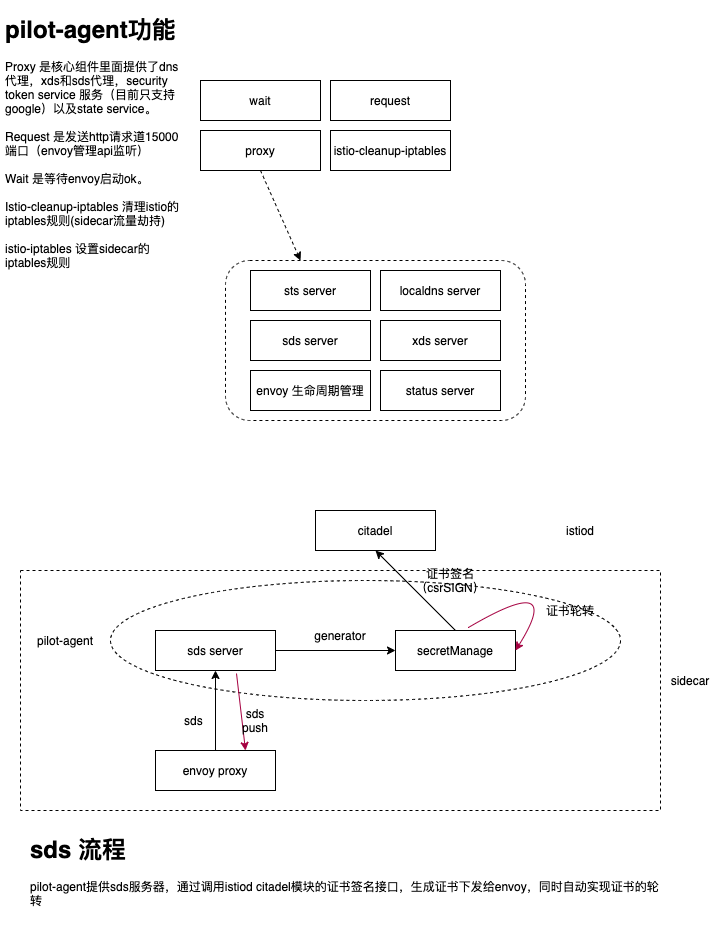 pilot-agent功能
Proxy 是核心组件里面提供了dns
代理，xds和sds代理，security
token service 服务（目前只支持
google）以及state service。
Request 是发送http请求道15000
端口（envoy管理api监听）
Wait 是等待envoy启动ok。
Istio-cleanup-iptables 清理istio的
iptables规则(sidecar流量劫持)
istio-iptables 设置sidecar的
iptables规则
wait
request
proxy
istio-cleanup-iptables
sts server
localdns server
sds server
xds server
envoy 生命周期管理
status server
citadel
istiod
证书签名
（csrSIGN）
证书轮转
pilot-agent
sds server
generator
secretManage
sidecar
sds
sds
push
envoy proxy
sds 流程
pilot-agent提供sds服务器，通过调用istiod citadel模块的证书签名接口，生成证书下发给envoy，同时自动实现证书的轮
转